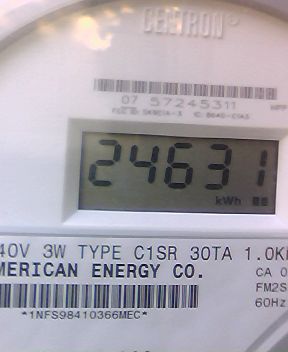 CENTRON®
07 57245311
24631
kWh
40V 3W TYPE C1SR 30TA 1.0K
MERICAN ENERGY CO.
CA 0
FM2S
60Hz
*1NFS98410366MEC*